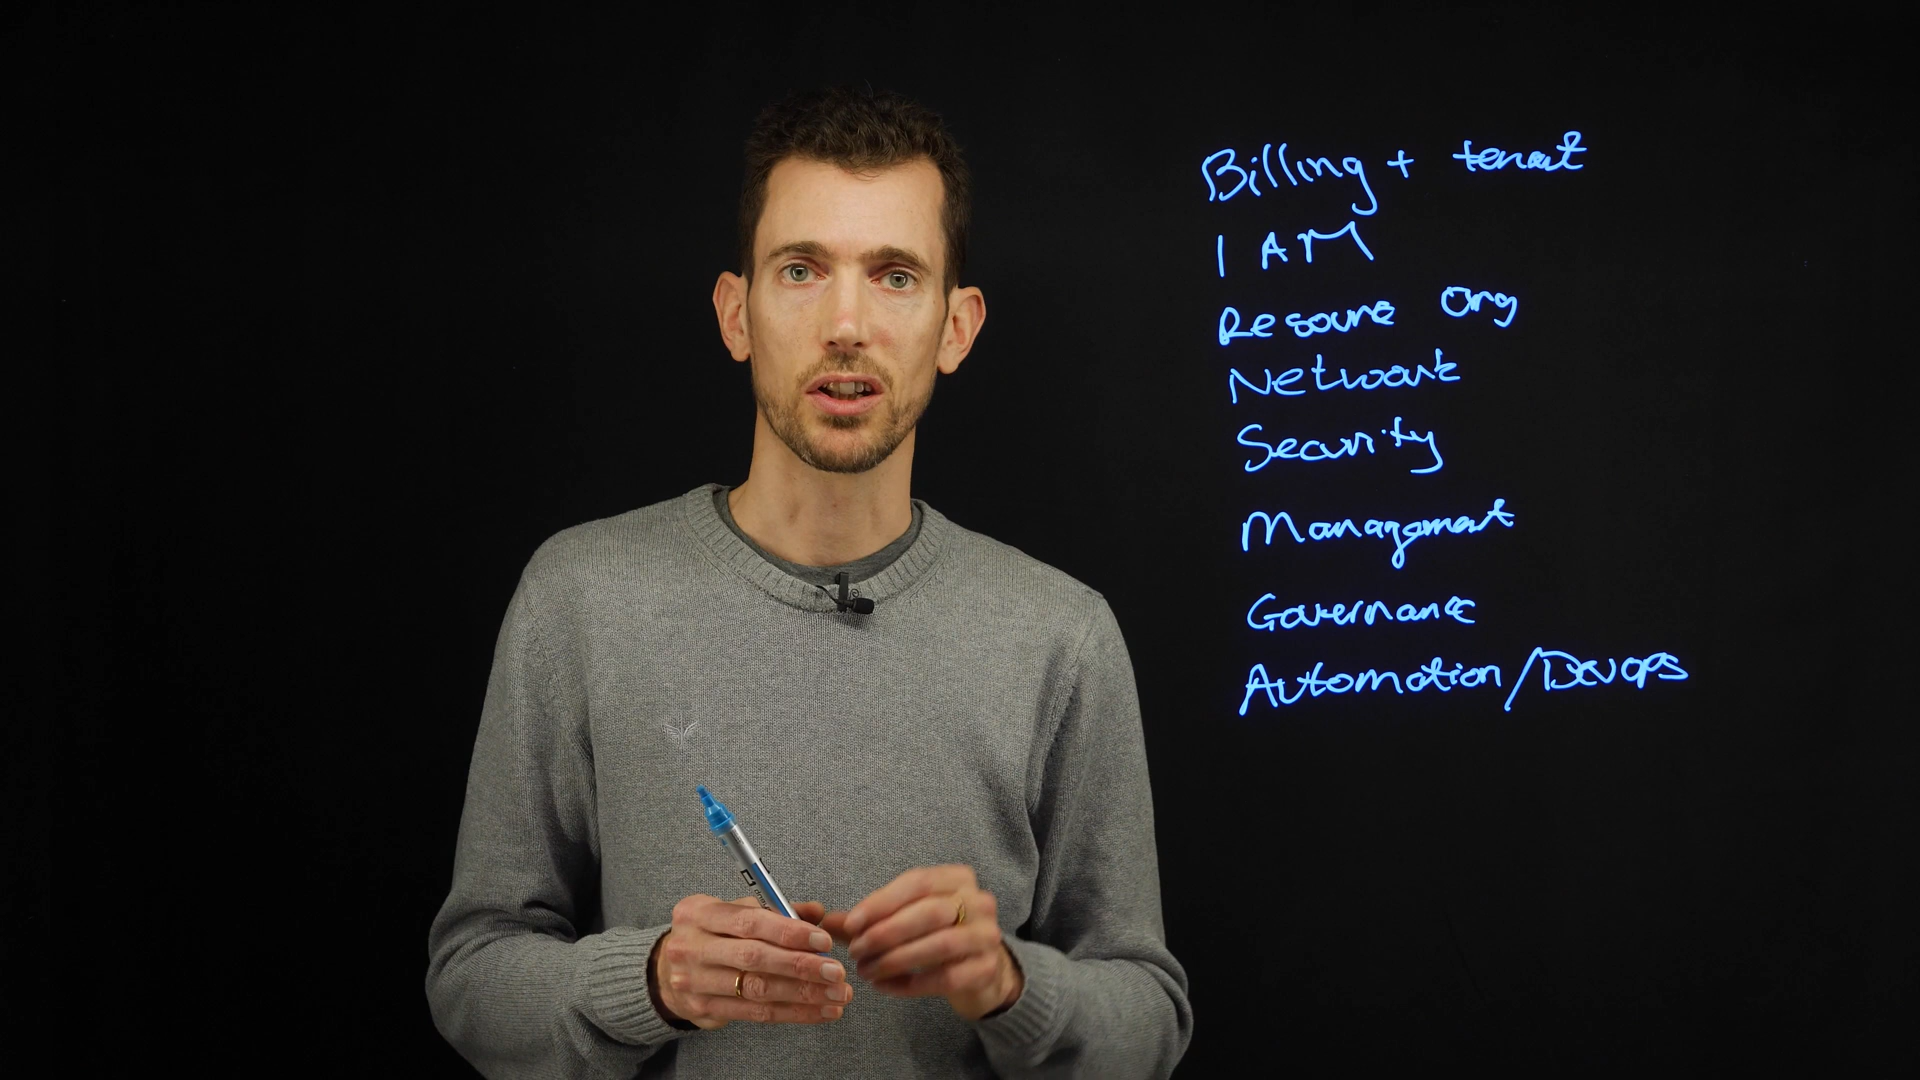 Billing + tenant
IAM
Resource Org
Network
Security
Management
Governance
Automation/Devops